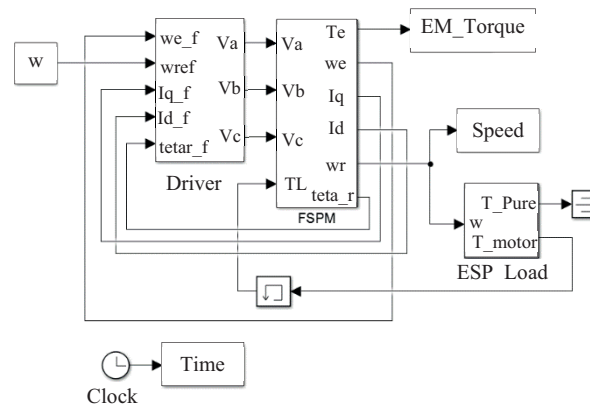 we_f
wref
Iq_f
Id_f
tetar_f
Va
Vb
Vc
Driver
w
Va
Vb
Vc
TL
Te
we
Iq
Id
wr
teta_r
FSPM
EM_Torque
Speed
T_Pure
w
T_motor
ESP Load
Time
Clock